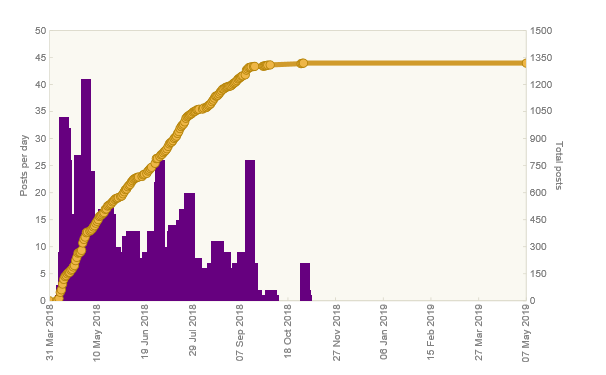 50
45
40
35
30
25
20
15
10
5
0
Posts per day
1500
1350
1200
1050
900
750
600
450
300
150
0
Total posts
31 Mar 2018
10 May 2018
19 Jun 2018
29 Jul 2018
07 Sep 2018
18 Oct 2018
27 Nov 2018
06 Jan 2019
15 Feb 2019
27 Mar 2019
07 May 2019